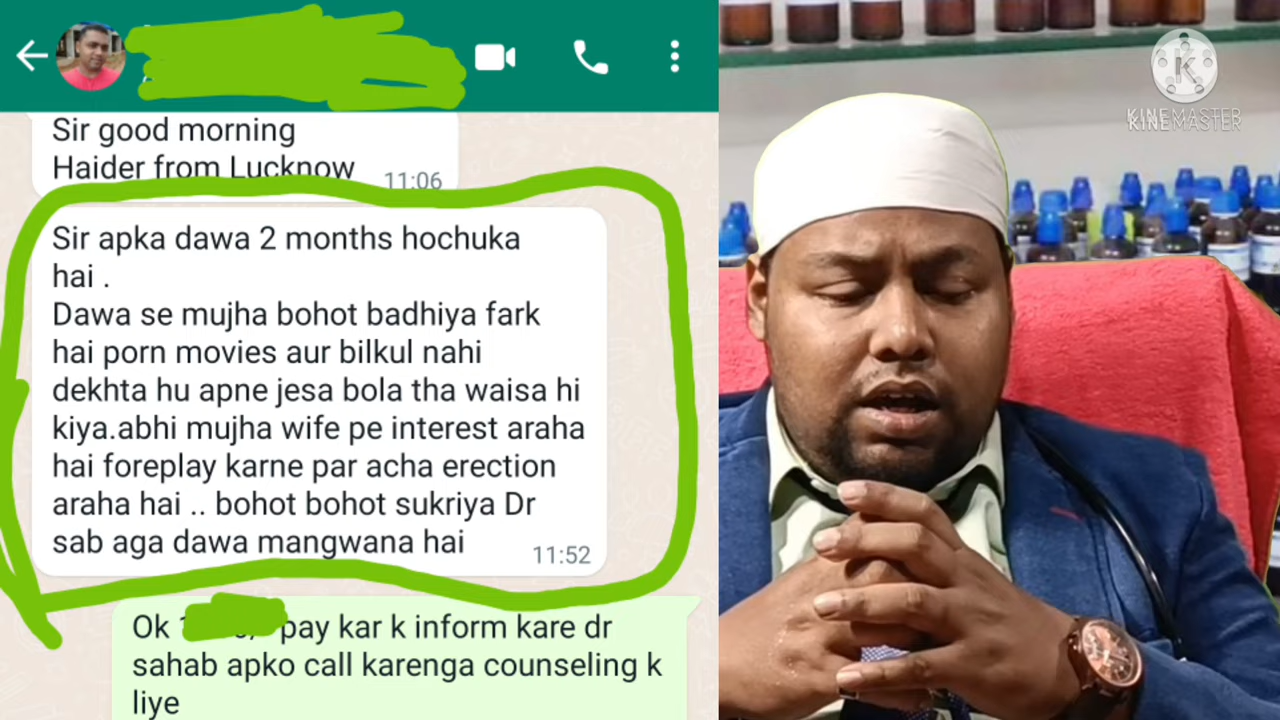 Sir good morning
Haider from Lucknow
11:06
Sir apka dawa 2 months hochuka
hai .
Dawa se mujha bohot badhiya fark
hai porn movies aur bilkul nahi
dekhta hu apne jesa bola tha waisa hi
kiya.abhi mujha wife pe interest araha
hai foreplay karne par acha erection
araha hai .. bohot bohot sukriya Dr
sab aga dawa mangwana hai
11:52
Ok pay kar k inform kare dr
sahab apko call karenga counseling k
liye
K
KINEMASTER